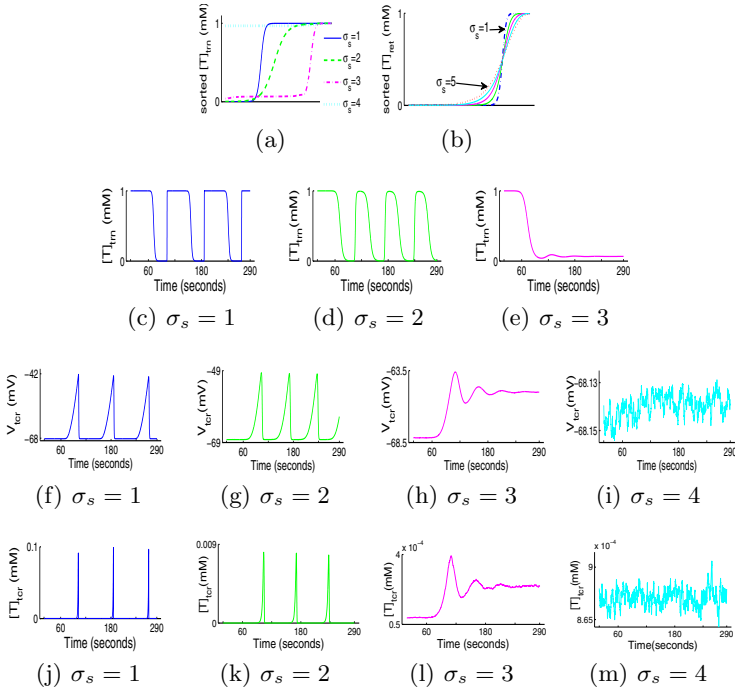 sorted [T]trn (mM)
1
0
σs=1
σs=2
σs=3
σs=4
(a)
sorted [T]ret (mM)
1
0
σs=1
σs=5
(b)
[T]trn (mM)
1
0
60 180 290
Time (seconds)
(c) σs = 1
[T]trn (mM)
1
0
60 180 290
Time (seconds)
(d) σs = 2
[T]trn (mM)
1
0
60 180 290
Time (seconds)
(e) σs = 3
Vtcr (mV)
−42
−68
60 180 290
Time (seconds)
(f) σs = 1
Vtcr (mV)
−49
−69
60 180 290
Time (seconds)
(g) σs = 2
Vtcr (mV)
−63.5
−68.5
60 180 290
Time (seconds)
(h) σs = 3
Vtcr (mV)
−68.13
−68.15
60 180 290
Time (seconds)
(i) σs = 4
[T]tcr (mM)
0.1
0
60 180 290
Time (seconds)
(j) σs = 1
[T]tcr (mM)
0.009
0
60 180 290
Time (seconds)
(k) σs = 2
[T]tcr (mM)
x 10−4
4
0.5
60 180 290
Time (seconds)
(l) σs = 3
[T]tcr (mM)
x 10−4
9
8.65
60 180 290
Time(seconds)
(m) σs = 4